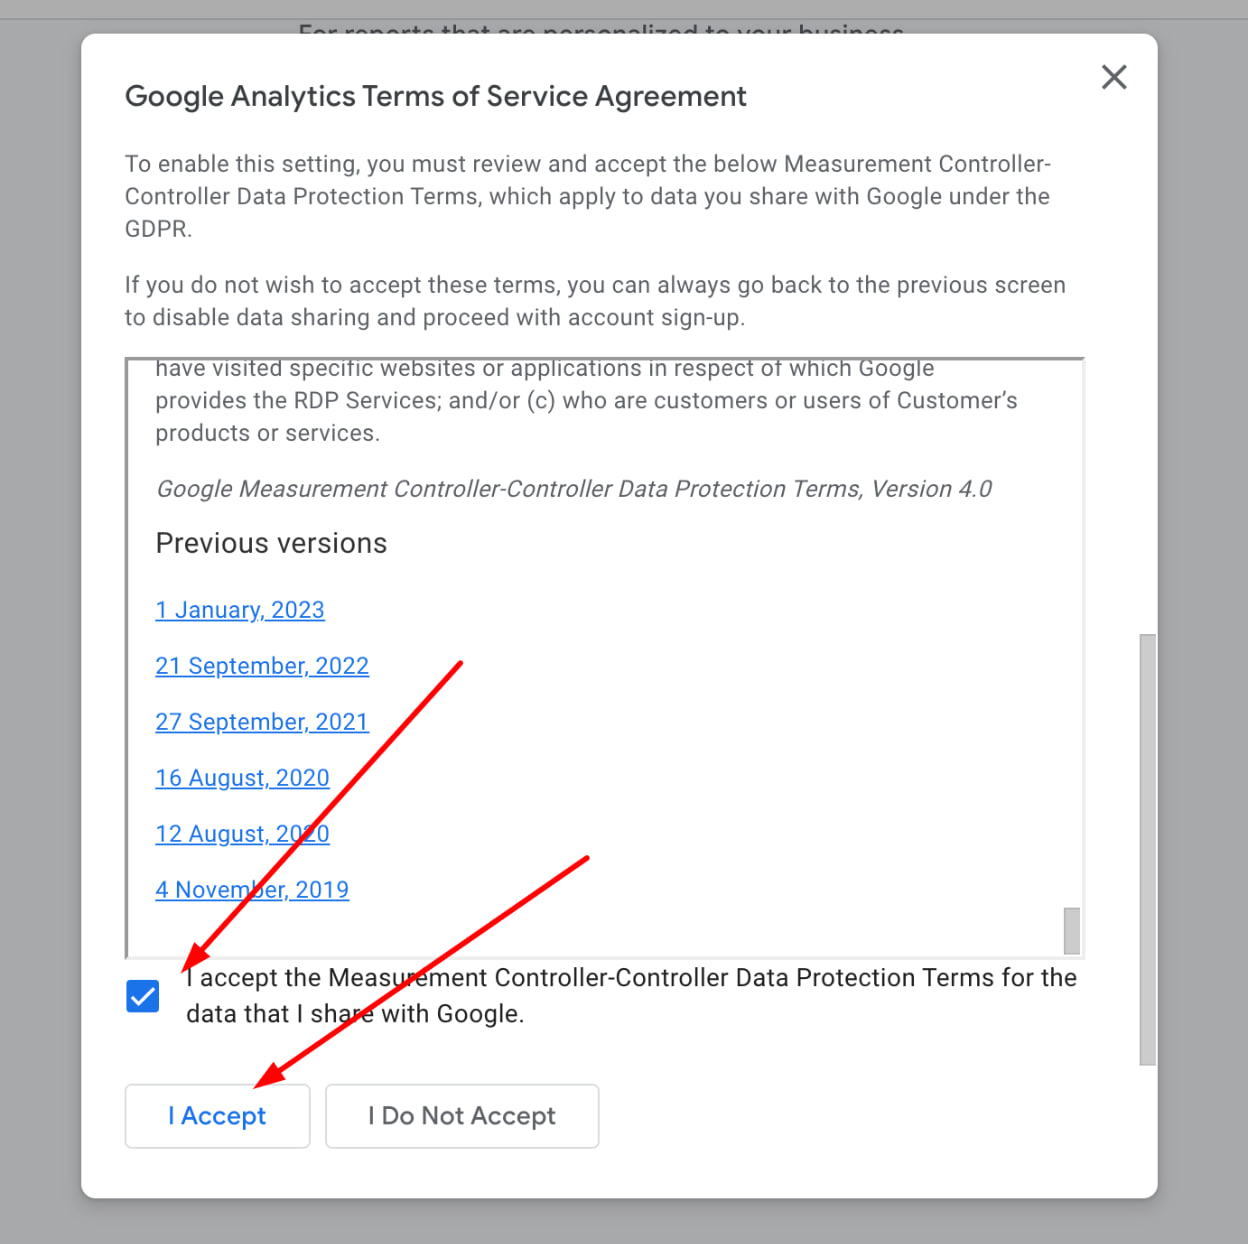 For reports that are personalized to your business
Google Analytics Terms of Service Agreement
To enable this setting, you must review and accept the below Measurement Controller-
Controller Data Protection Terms, which apply to data you share with Google under the
GDPR.
If you do not wish to accept these terms, you can always go back to the previous screen
to disable data sharing and proceed with account sign-up.
have visited specific websites or applications in respect of which Google
provides the RDP Services; and/or (c) who are customers or users of Customer’s
products or services.
Google Measurement Controller-Controller Data Protection Terms, Version 4.0
Previous versions
1 January, 2023
21 September, 2022
27 September, 2021
16 August, 2020
12 August, 2020
4 November, 2019
I accept the Measurement Controller-Controller Data Protection Terms for the
data that I share with Google.
I Accept
I Do Not Accept